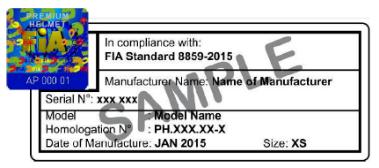 PREMIUM
HELMET
FIA
AP 000 01
In compliance with:
FIA Standard 8859-2015
Manufacturer Name: Name of Manufacturer
Serial N°: xxx xxx
Model : Model Name
Homologation N° : PH.XXX.XX-X
Date of Manufacture: JAN 2015 Size: XS
SAMPLE